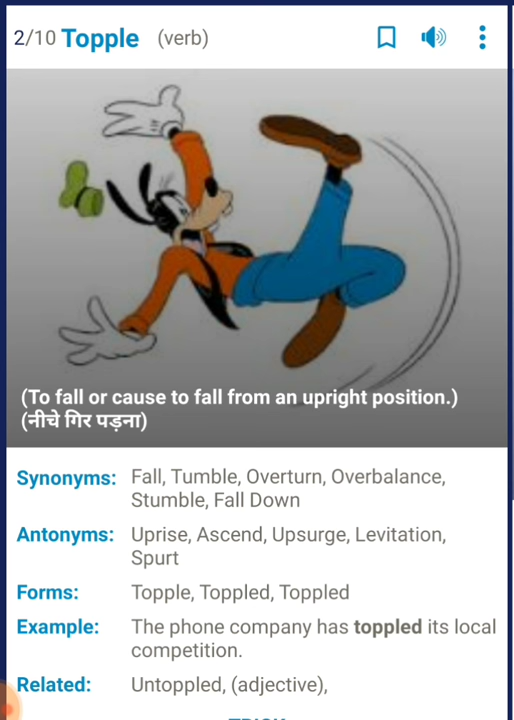 2/10 Topple (verb)
(To fall or cause to fall from an upright position.)
(नीचे गिर पड़ना)
Synonyms: Fall, Tumble, Overturn, Overbalance,
Stumble, Fall Down
Antonyms: Uprise, Ascend, Upsurge, Levitation,
Spurt
Forms: Topple, Toppled, Toppled
Example: The phone company has toppled its local
competition.
Related: Untoppled, (adjective),